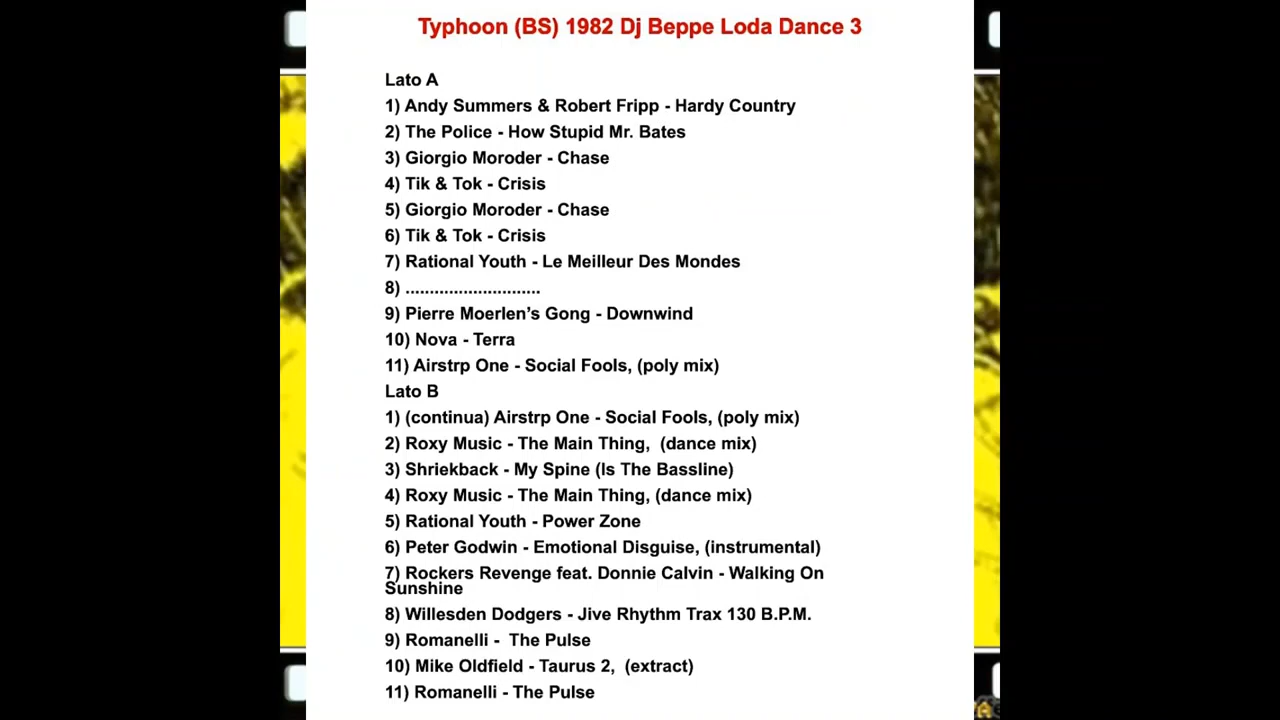 Typhoon (BS) 1982 Dj Beppe Loda Dance 3
Lato A
1) Andy Summers & Robert Fripp - Hardy Country
2) The Police - How Stupid Mr. Bates
3) Giorgio Moroder - Chase
4) Tik & Tok - Crisis
5) Giorgio Moroder - Chase
6) Tik & Tok - Crisis
7) Rational Youth - Le Meilleur Des Mondes
8) ............................
9) Pierre Moerlen’s Gong - Downwind
10) Nova - Terra
11) Airstrp One - Social Fools, (poly mix)
Lato B
1) (continua) Airstrp One - Social Fools, (poly mix)
2) Roxy Music - The Main Thing,  (dance mix)
3) Shriekback - My Spine (Is The Bassline)
4) Roxy Music - The Main Thing, (dance mix)
5) Rational Youth - Power Zone
6) Peter Godwin - Emotional Disguise, (instrumental)
7) Rockers Revenge feat. Donnie Calvin - Walking On
Sunshine
8) Willesden Dodgers - Jive Rhythm Trax 130 B.P.M.
9) Romanelli -  The Pulse
10) Mike Oldfield - Taurus 2,  (extract)
11) Romanelli - The Pulse